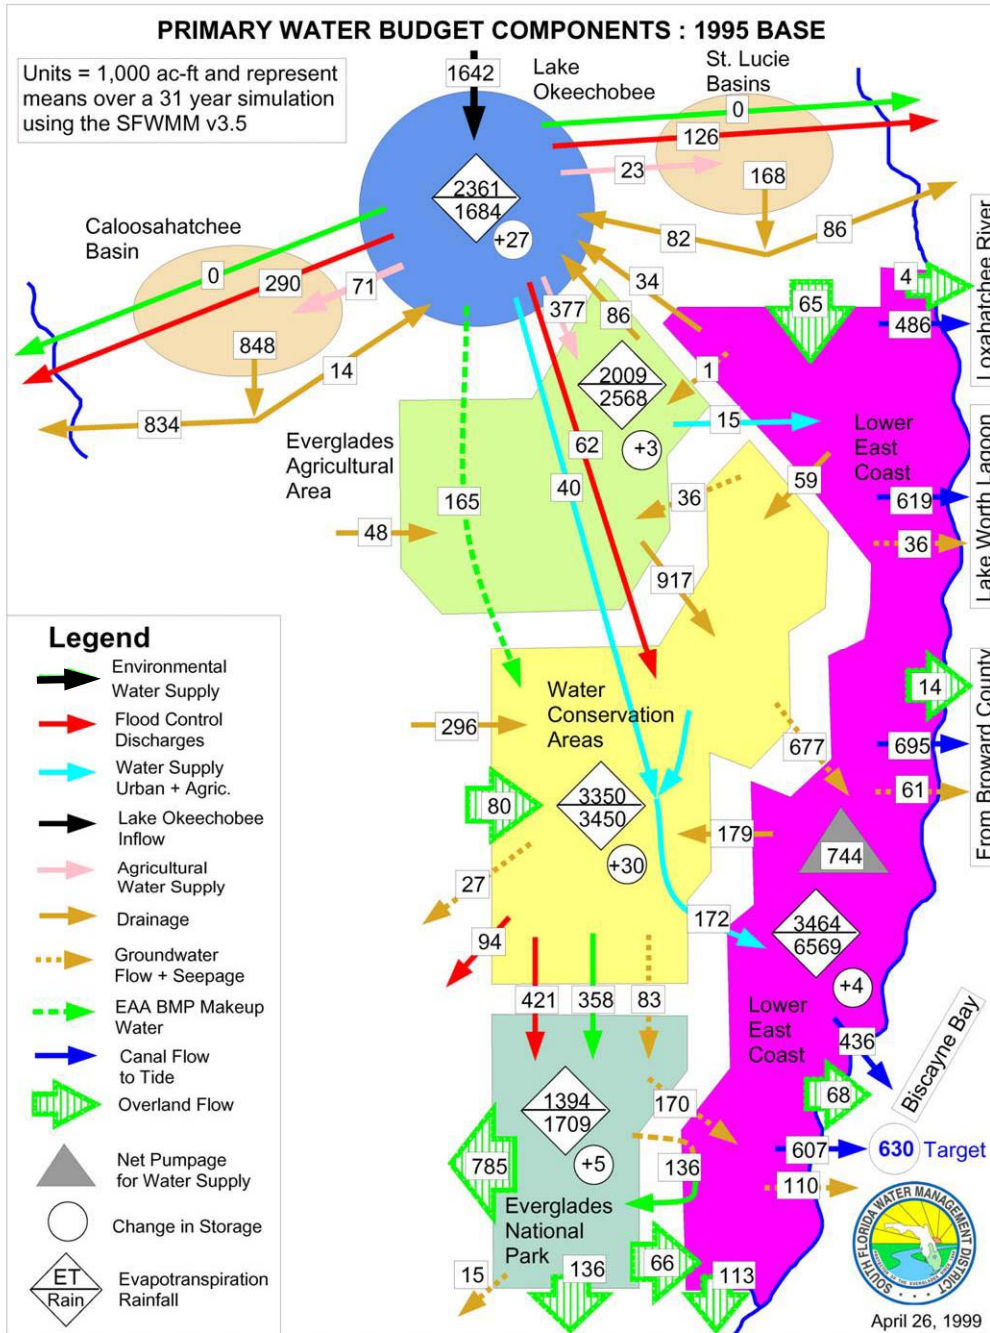 PRIMARY WATER BUDGET COMPONENTS : 1995 BASE
Units = 1,000 ac-ft and represent
means over a 31 year simulation
using the SFWMM v3.5
1642
Lake
Okeechobee
St. Lucie
Basins
0
126
23
168
2361
1684
+27
82
86
Caloosahatchee
Basin
0
290
71
848
14
834
377
86
34
65
4
486
Loxahatchee River
2009
2568
1
+3
15
Lower
East
Coast
Everglades
Agricultural
Area
62
40
165
36
59
619
36
Lake Worth Lagoon
48
917
Legend
Environmental
Water Supply
Flood Control
Discharges
Water Supply
Urban + Agric.
Lake Okeechobee
Inflow
Agricultural
Water Supply
Drainage
Groundwater
Flow + Seepage
EAA BMP Makeup
Water
Canal Flow
to Tide
Overland Flow
Net Pumpage
for Water Supply
Change in Storage
ET
Rain
Evapotranspiration
Rainfall
Water
Conservation
Areas
296
80
3350
3450
+30
677
14
695
61
From Broward County
179
744
27
94
172
3464
6569
+4
421
358
83
Lower
East
Coast
436
Biscayne Bay
68
1394
1709
+5
170
136
607
630 Target
110
785
Everglades
National
Park
15
136
66
113
SOUTH FLORIDA WATER MANAGEMENT DISTRICT
April 26, 1999